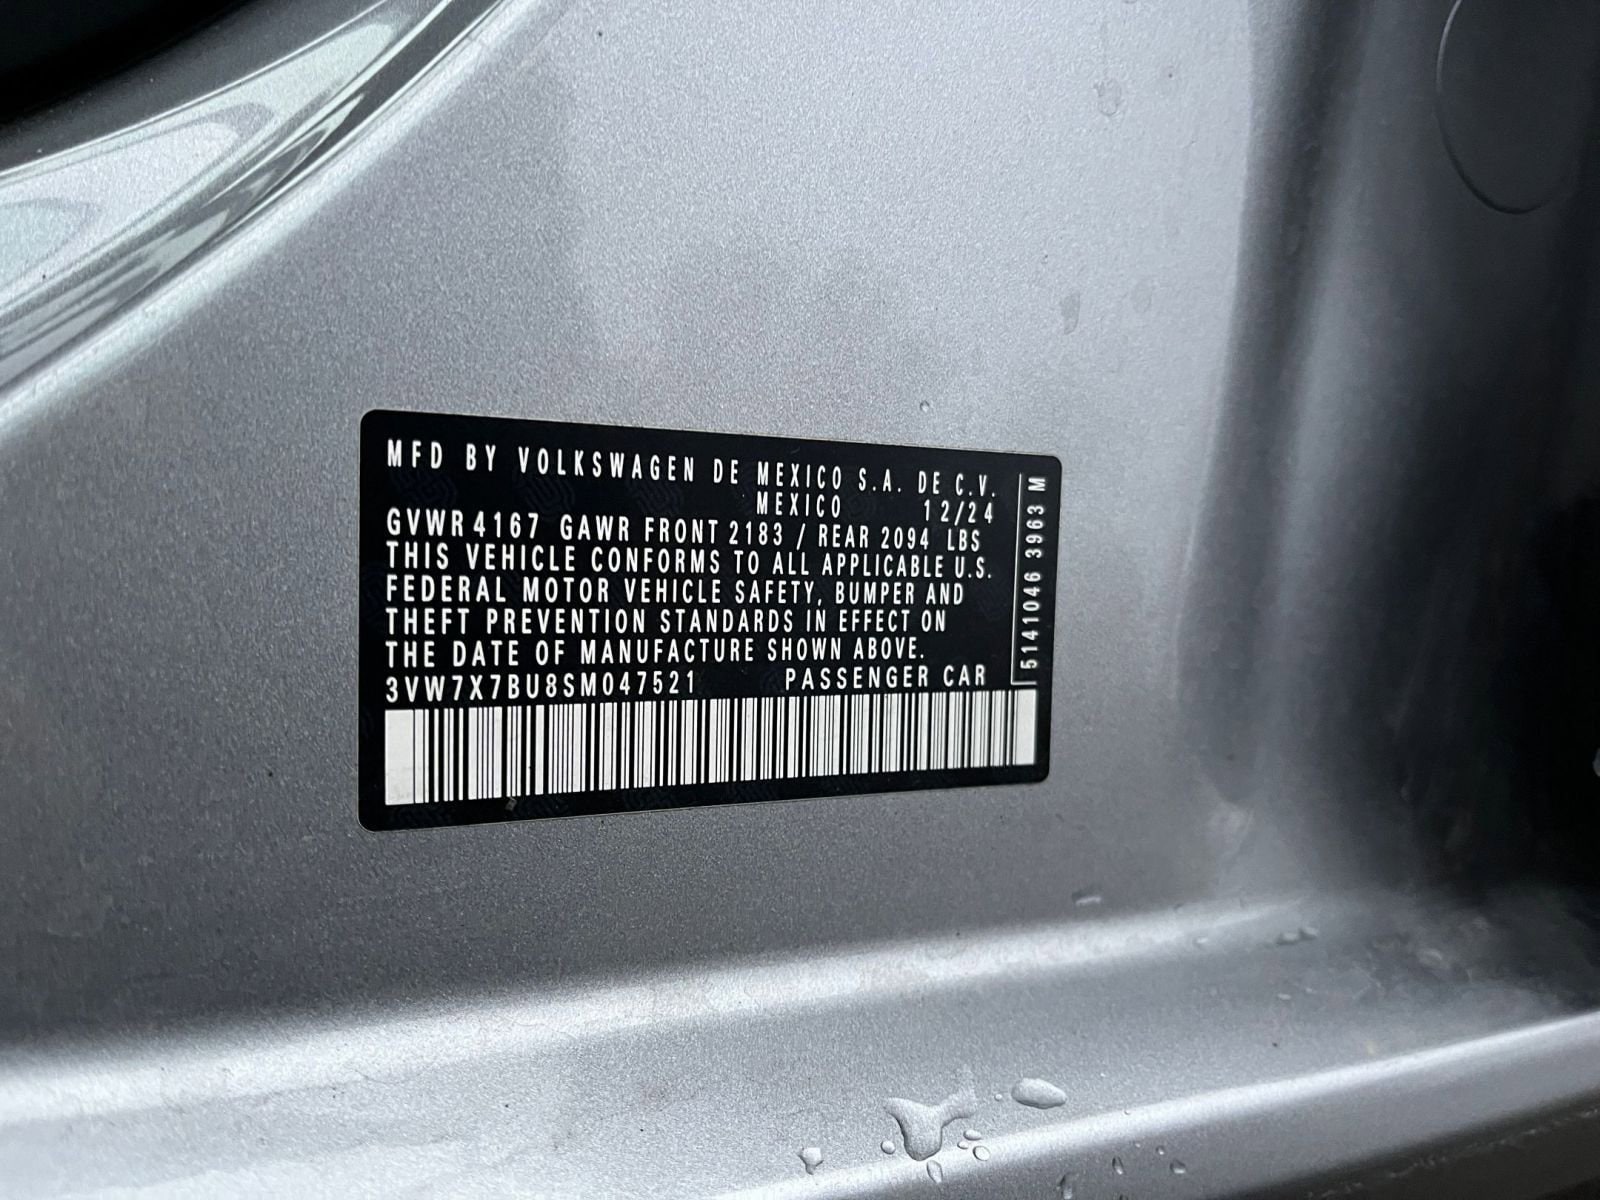 MFD BY VOLKSWAGEN DE MEXICO S.A. DE C.V.
MEXICO 12/24
GVWR 4167 GAWR FRONT 2183 / REAR 2094 LBS
THIS VEHICLE CONFORMS TO ALL APPLICABLE U.S.
FEDERAL MOTOR VEHICLE SAFETY, BUMPER AND
THEFT PREVENTION STANDARDS IN EFFECT ON
THE DATE OF MANUFACTURE SHOWN ABOVE.
3VW7X7BU8SM047521 PASSENGER CAR
5141046 3963 M